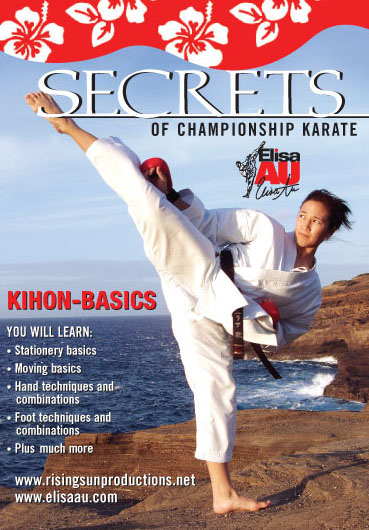 SECRETS
OF CHAMPIONSHIP KARATE
Elisa
AU
KIHON-BASICS
YOU WILL LEARN:
• Stationery basics
• Moving basics
• Hand techniques and
combinations
• Foot techniques and
combinations
• Plus much more
www.risingsunproductions.net
www.elisaau.com